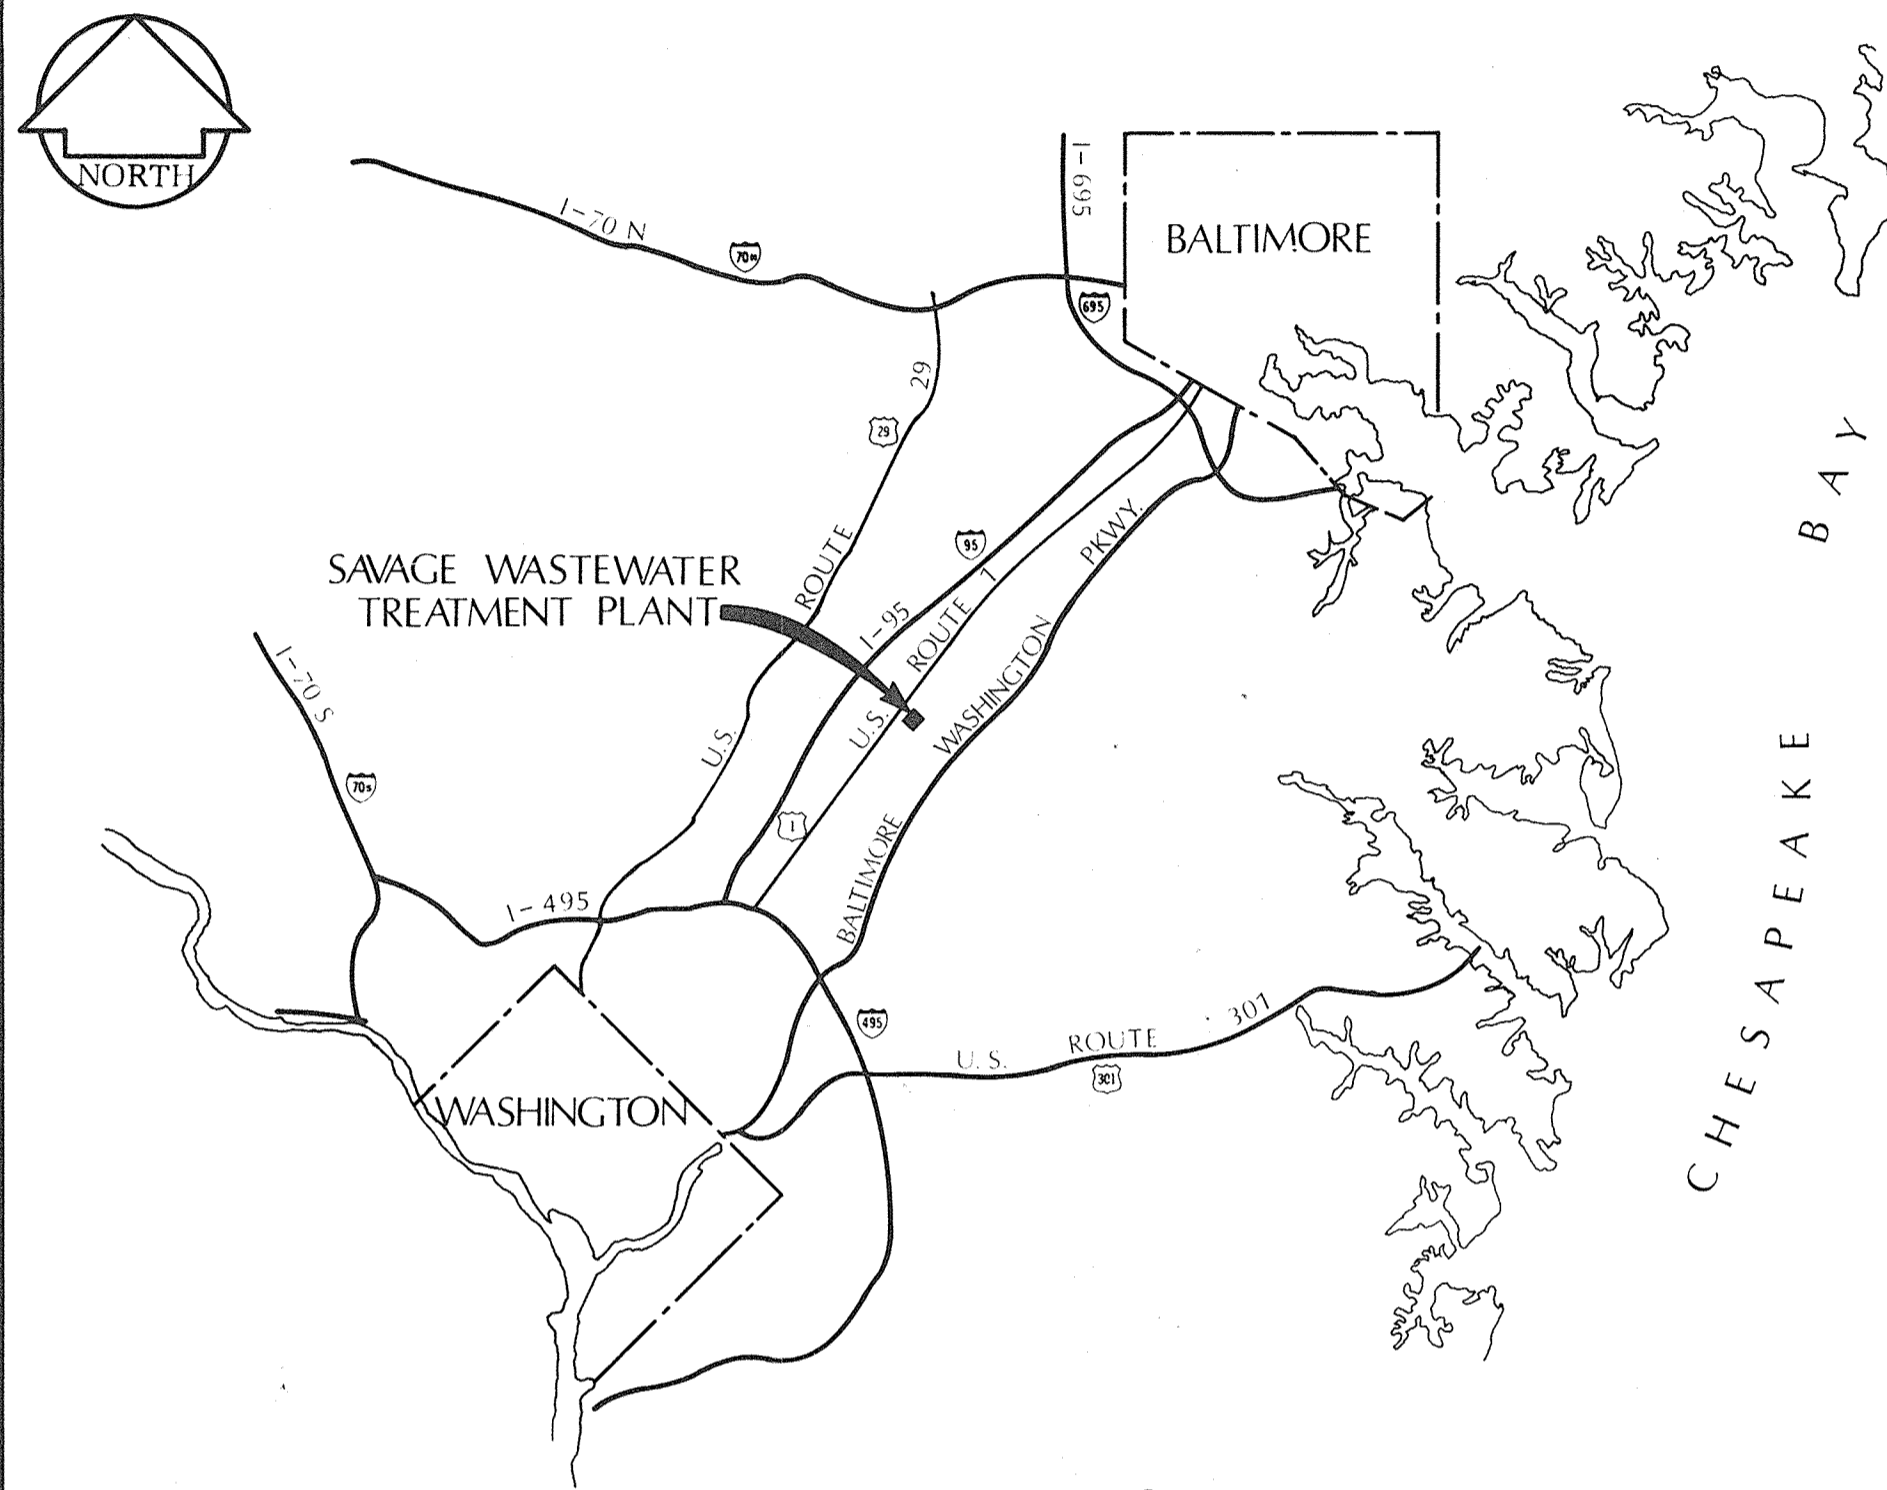 NORTH
I-70 N
70N
I-695
695
BALTIMORE
29
29
U.S. ROUTE
SAVAGE WASTEWATER
TREATMENT PLANT
95
I-95
U.S. ROUTE 1
1
BALTIMORE WASHINGTON PKWY.
I-70 S
70S
I-495
495
WASHINGTON
U.S. ROUTE 301
301
CHESAPEAKE BAY